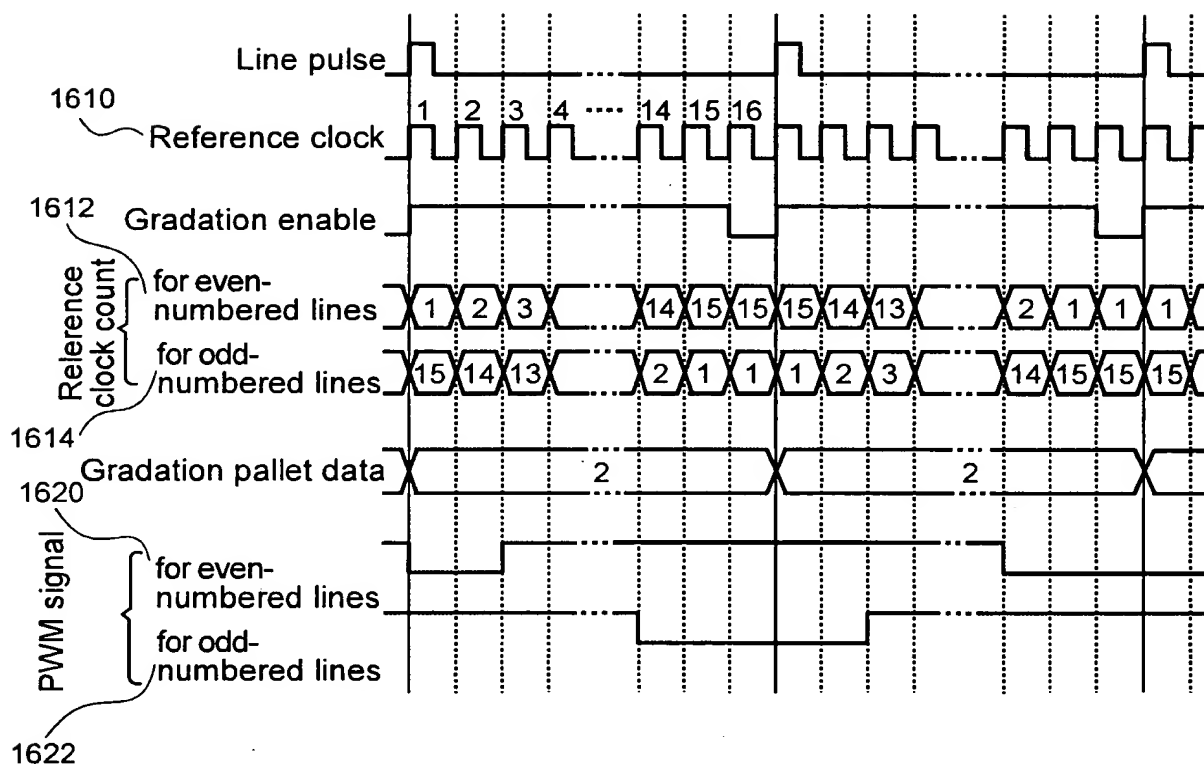 Line pulse
1610
1 2 3 4 14 15 16
Reference clock
1612
Gradation enable
Relerence clock count
for even-
numbered lines
1 2 3 14 15 15 15 14 13 2 1 1 1
for odd-
numbered lines
15 14 13 2 1 1 1 2 3 14 15 15 15
1614
Gradation pallet data
2 2
1620
PWM signal
for even-
numbered lines
for odd-
numbered lines
1622